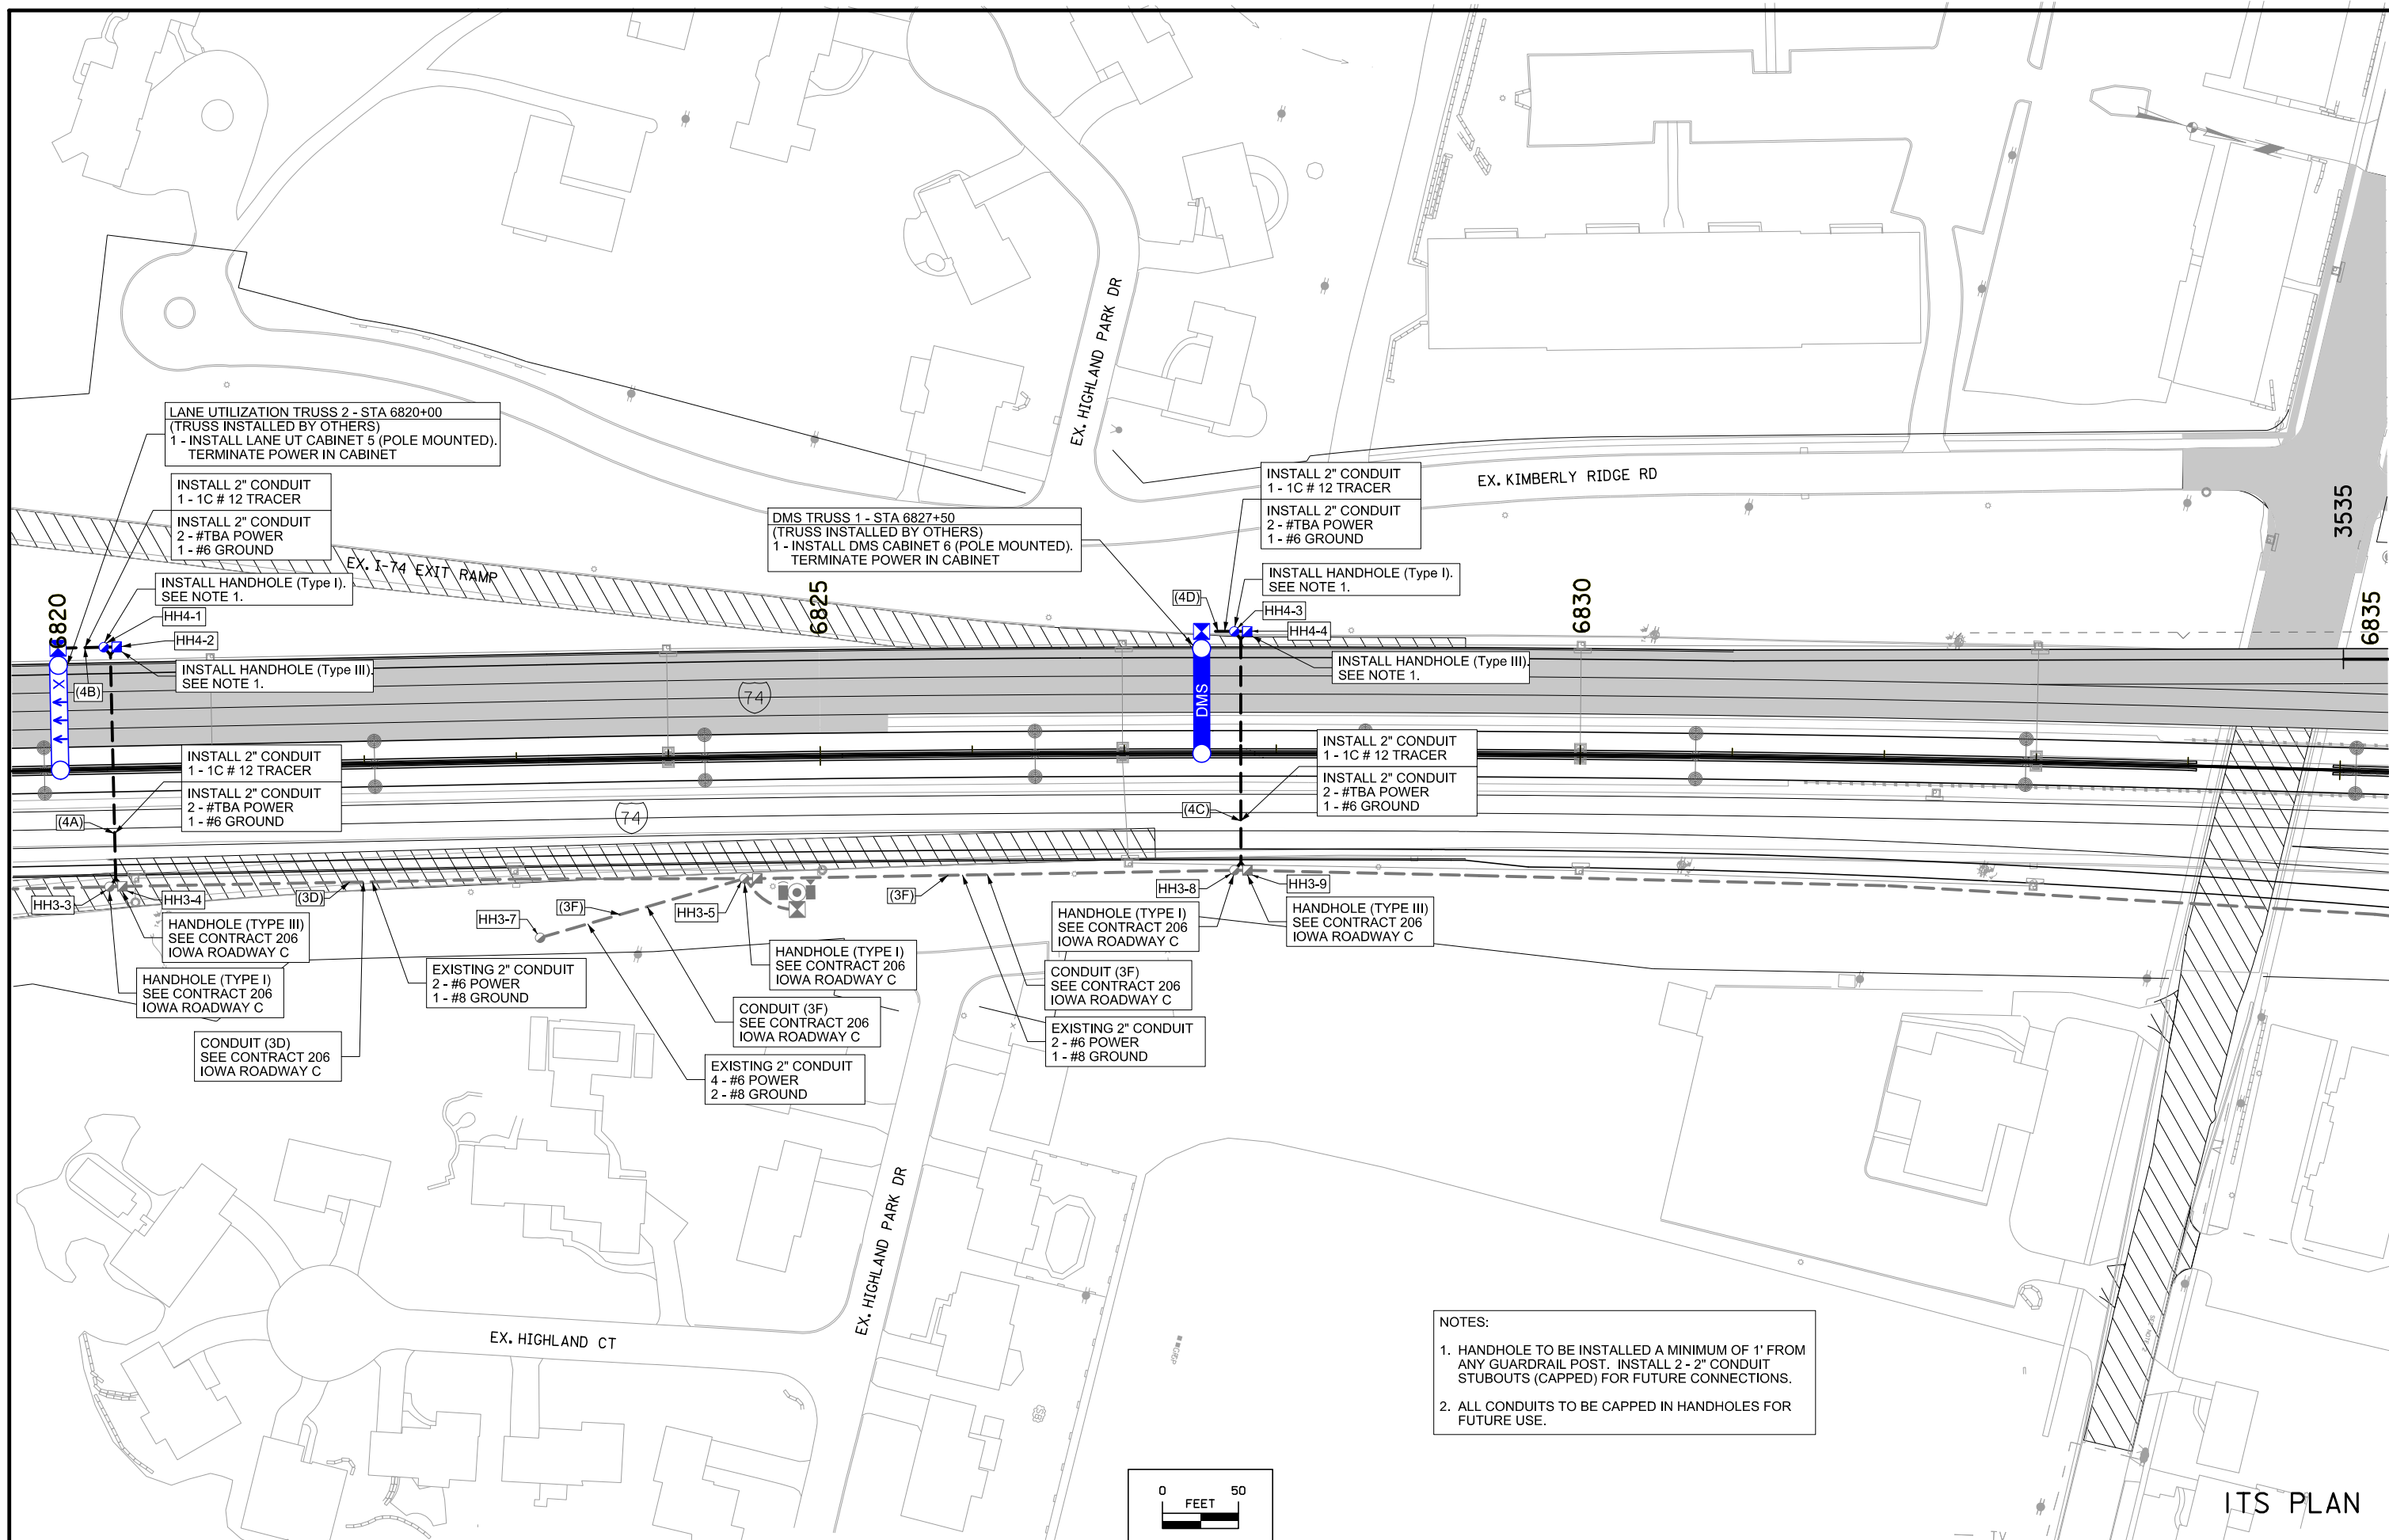 EX. HIGHLAND PARK DR
LANE UTILIZATION TRUSS 2 - STA 6820+00
(TRUSS INSTALLED BY OTHERS)
1 - INSTALL LANE UT CABINET 5 (POLE MOUNTED).
TERMINATE POWER IN CABINET
INSTALL 2" CONDUIT
1 - 1C # 12 TRACER
INSTALL 2" CONDUIT
2 - #TBA POWER
1 - #6 GROUND
EX. I-74 EXIT RAMP
INSTALL HANDHOLE (Type I).
SEE NOTE 1.
HH4-1
HH4-2
INSTALL HANDHOLE (Type III).
SEE NOTE 1.
6820
(4B)
X
DMS TRUSS 1 - STA 6827+50
(TRUSS INSTALLED BY OTHERS)
1 - INSTALL DMS CABINET 6 (POLE MOUNTED).
TERMINATE POWER IN CABINET
6825
INSTALL 2" CONDUIT
1 - 1C # 12 TRACER
INSTALL 2" CONDUIT
2 - #TBA POWER
1 - #6 GROUND
EX. KIMBERLY RIDGE RD
3535
INSTALL HANDHOLE (Type I).
SEE NOTE 1.
(4D)
HH4-3
HH4-4
INSTALL HANDHOLE (Type III).
SEE NOTE 1.
6830
6835
74
DMS
INSTALL 2" CONDUIT
1 - 1C # 12 TRACER
INSTALL 2" CONDUIT
2 - #TBA POWER
1 - #6 GROUND
(4A)
74
INSTALL 2" CONDUIT
1 - 1C # 12 TRACER
INSTALL 2" CONDUIT
2 - #TBA POWER
1 - #6 GROUND
(4C)
HH3-3
HH3-4
(3D)
HH3-7
(3F)
HH3-5
(3F)
HH3-8
HH3-9
HANDHOLE (TYPE III)
SEE CONTRACT 206
IOWA ROADWAY C
HANDHOLE (TYPE I)
SEE CONTRACT 206
IOWA ROADWAY C
CONDUIT (3D)
SEE CONTRACT 206
IOWA ROADWAY C
EXISTING 2" CONDUIT
2 - #6 POWER
1 - #8 GROUND
HANDHOLE (TYPE I)
SEE CONTRACT 206
IOWA ROADWAY C
CONDUIT (3F)
SEE CONTRACT 206
IOWA ROADWAY C
EXISTING 2" CONDUIT
4 - #6 POWER
2 - #8 GROUND
HANDHOLE (TYPE I)
SEE CONTRACT 206
IOWA ROADWAY C
HANDHOLE (TYPE III)
SEE CONTRACT 206
IOWA ROADWAY C
CONDUIT (3F)
SEE CONTRACT 206
IOWA ROADWAY C
EXISTING 2" CONDUIT
2 - #6 POWER
1 - #8 GROUND
EX. HIGHLAND PARK DR
EX. HIGHLAND CT
NOTES:
1. HANDHOLE TO BE INSTALLED A MINIMUM OF 1' FROM
ANY GUARDRAIL POST. INSTALL 2 - 2" CONDUIT
STUBOUTS (CAPPED) FOR FUTURE CONNECTIONS.
2. ALL CONDUITS TO BE CAPPED IN HANDHOLES FOR
FUTURE USE.
0 50
FEET
ITS PLAN
TV